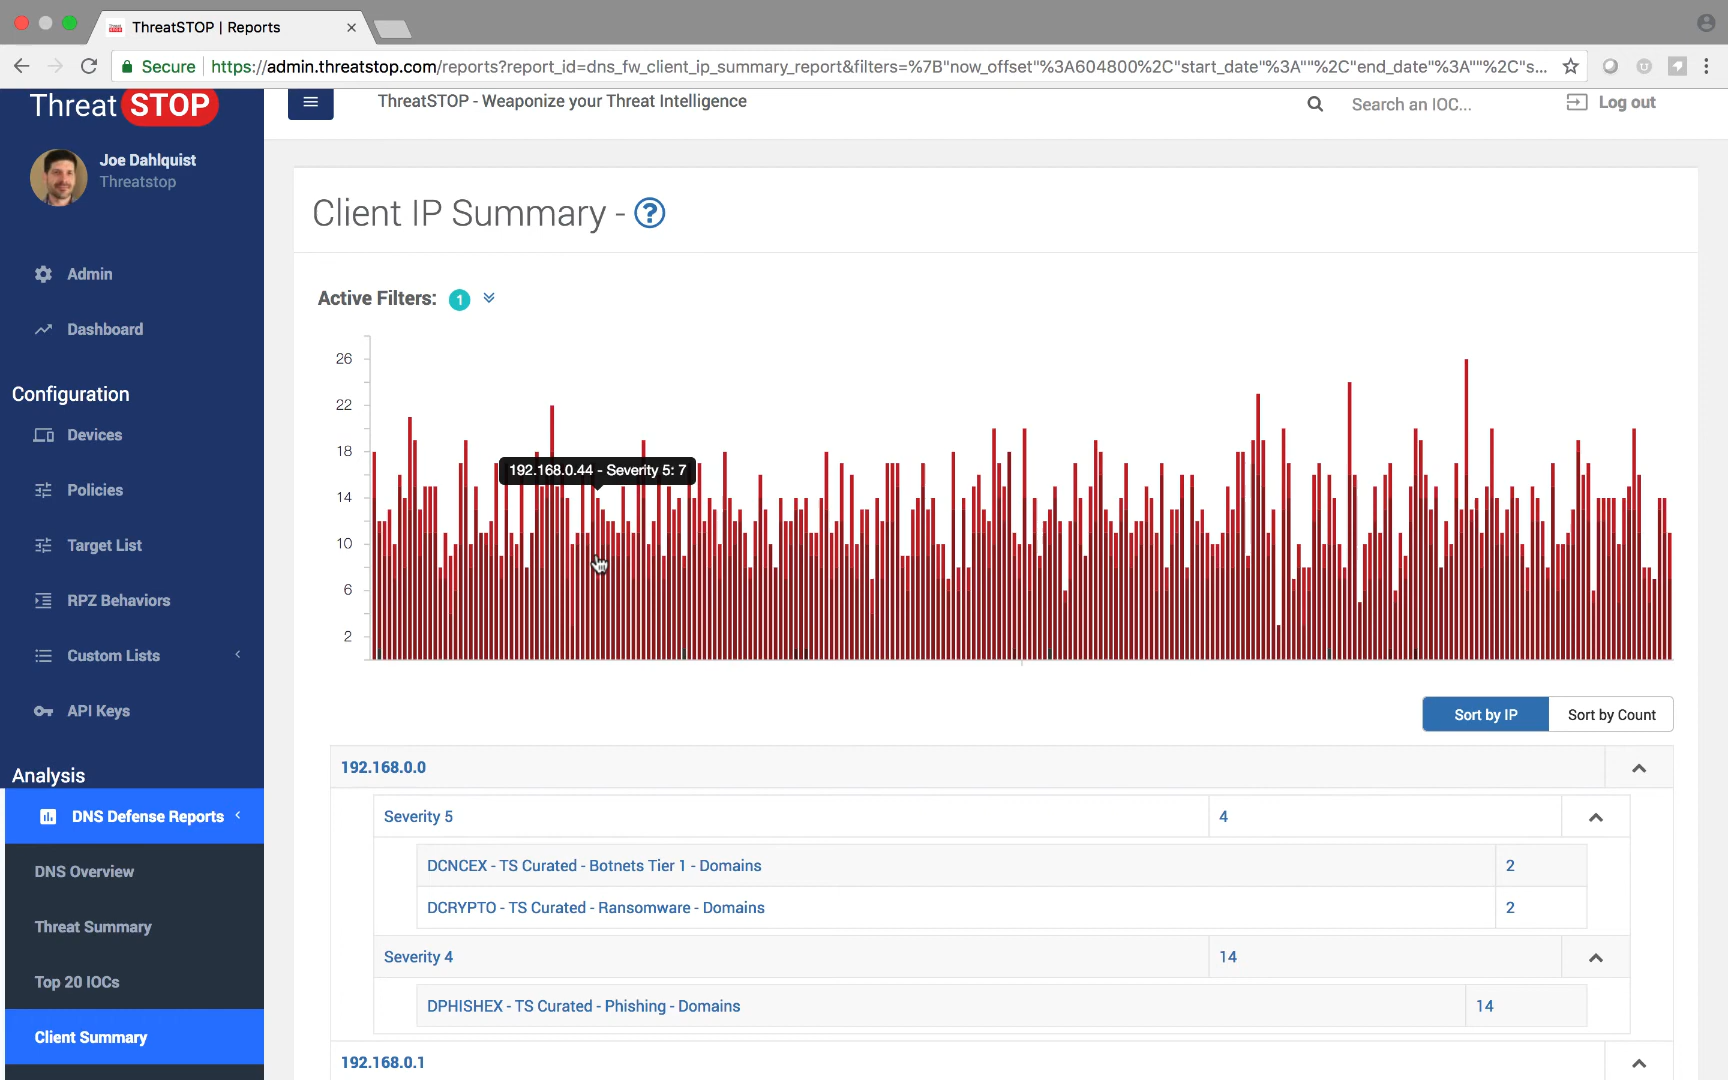 ThreatSTOP | Reports
Secure https://admin.threatstop.com/reports?report_id=dns_fw_client_ip_summary_report&filters=%7B"now_offset"%3A604800%2C"start_date"%3A""%2C"end_date"%3A""%2C"s...
Threat STOP
ThreatSTOP - Weaponize your Threat Intelligence
Search an IOC...
Log out
Joe Dahlquist
Threatstop
Admin
Dashboard
Configuration
Devices
Policies
Target List
RPZ Behaviors
Custom Lists
API Keys
Analysis
DNS Defense Reports
DNS Overview
Threat Summary
Top 20 IOCs
Client Summary
Client IP Summary - ?
Active Filters: 1
26
22
18
14
10
6
2
192.168.0.44 - Severity 5: 7
Sort by IP
Sort by Count
192.168.0.0
Severity 5 4
DCNCEX - TS Curated - Botnets Tier 1 - Domains 2
DCRYPTO - TS Curated - Ransomware - Domains 2
Severity 4 14
DPHISHEX - TS Curated - Phishing - Domains 14
192.168.0.1